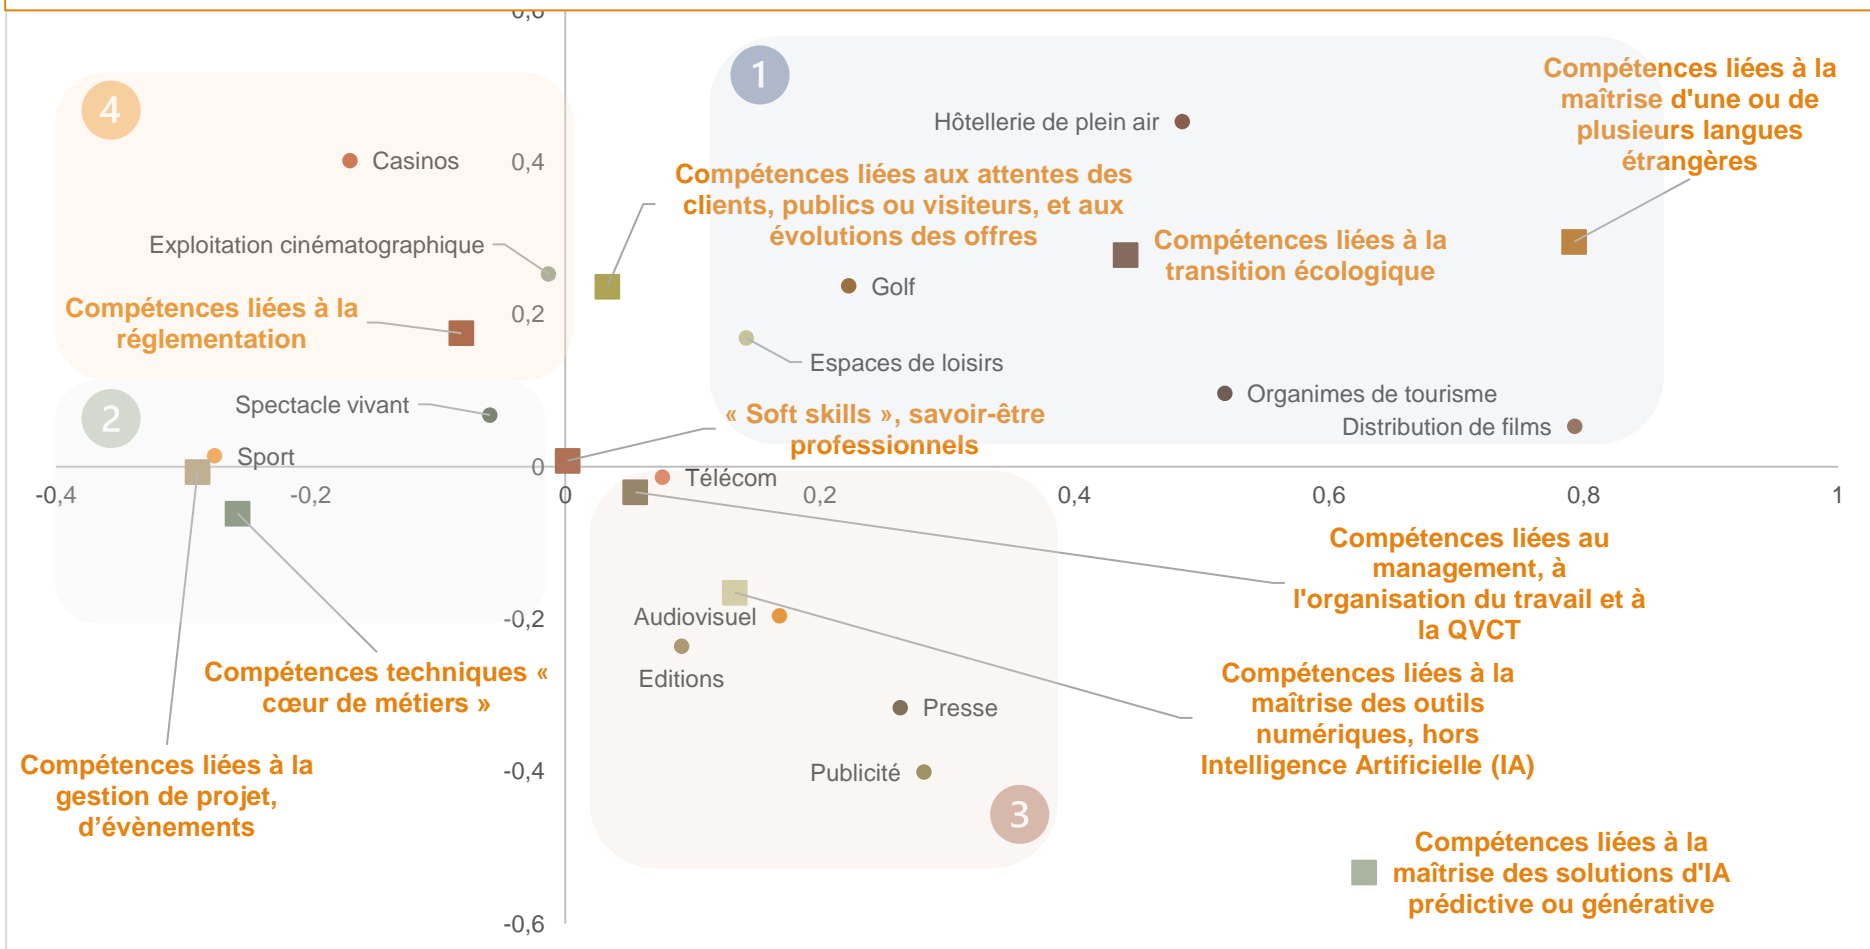 0,6
4
1
Compétences liées à la
maîtrise d'une ou de
plusieurs langues
étrangères
Hôtellerie de plein air
Casinos
0,4
Compétences liées aux attentes des
clients, publics ou visiteurs, et aux
évolutions des offres
Exploitation cinématographique
Compétences liées à la
transition écologique
Golf
Compétences liées à la
réglementation
0,2
Espaces de loisirs
2
Spectacle vivant
Organimes de tourisme
« Soft skills », savoir-être
professionnels
Distribution de films
Sport
0
Télécom
-0,4
-0,2
0
0,2
0,4
0,6
0,8
1
Compétences liées au
management, à
l'organisation du travail et à
la QVCT
Audiovisuel
-0,2
Editions
Compétences techniques «
cœur de métiers »
Compétences liées à la
maîtrise des outils
numériques, hors
Intelligence Artificielle (IA)
Presse
Publicité
-0,4
Compétences liées à la
gestion de projet,
d’évènements
3
Compétences liées à la
maîtrise des solutions d'IA
prédictive ou générative
-0,6